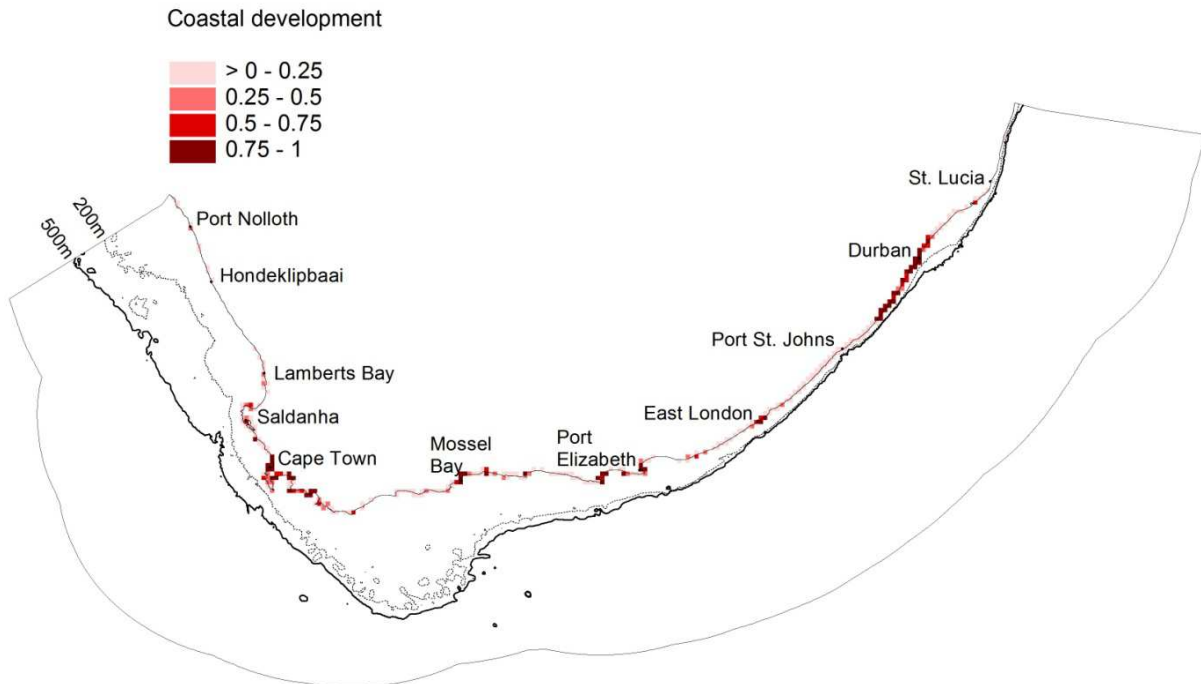 Coastal development
> 0 - 0.25
0.25 - 0.5
0.5 - 0.75
0.75 - 1
St. Lucia
200m
Port Nolloth
500m
Durban
Hondeklipbaai
Port St. Johns
Lamberts Bay
Saldanha
East London
Cape Town
Mossel
Bay
Port
Elizabeth